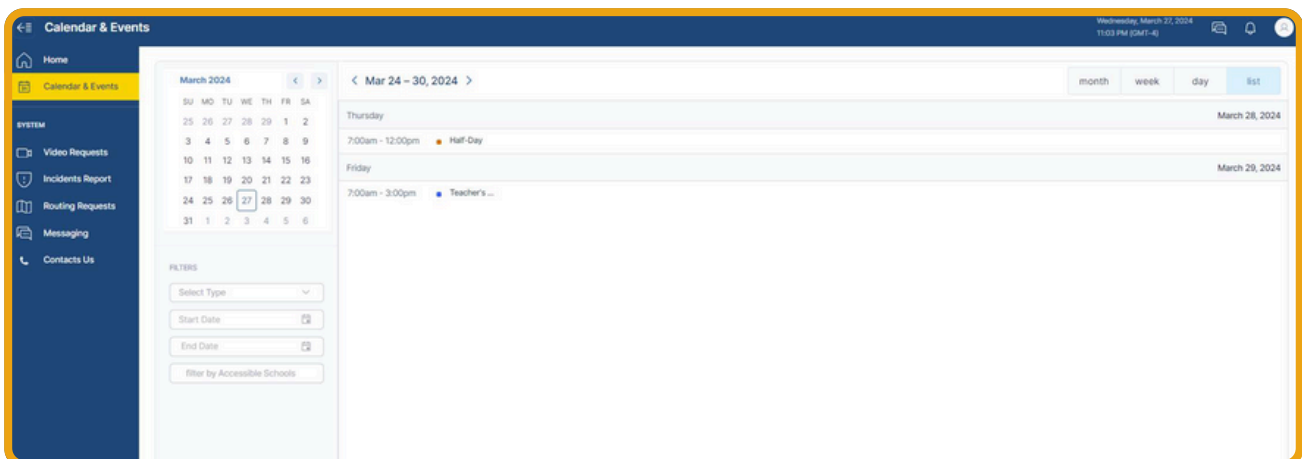 Calendar & Events
Wednesday, March 27, 2024
11:03 PM (GMT-4)
Home
Calendar & Events
SYSTEM
Video Requests
Incidents Report
Routing Requests
Messaging
Contacts Us
March 2024
SU MO TU WE TH FR SA
25 26 27 28 29 1 2
3 4 5 6 7 8 9
10 11 12 13 14 15 16
17 18 19 20 21 22 23
24 25 26 27 28 29 30
31 1 2 3 4 5 6
FILTERS
Select Type
Start Date
End Date
filter by Accessible Schools
Mar 24 – 30, 2024
month week day list
Thursday March 28, 2024
7:00am - 12:00pm Half-Day
Friday March 29, 2024
7:00am - 3:00pm Teacher's ...